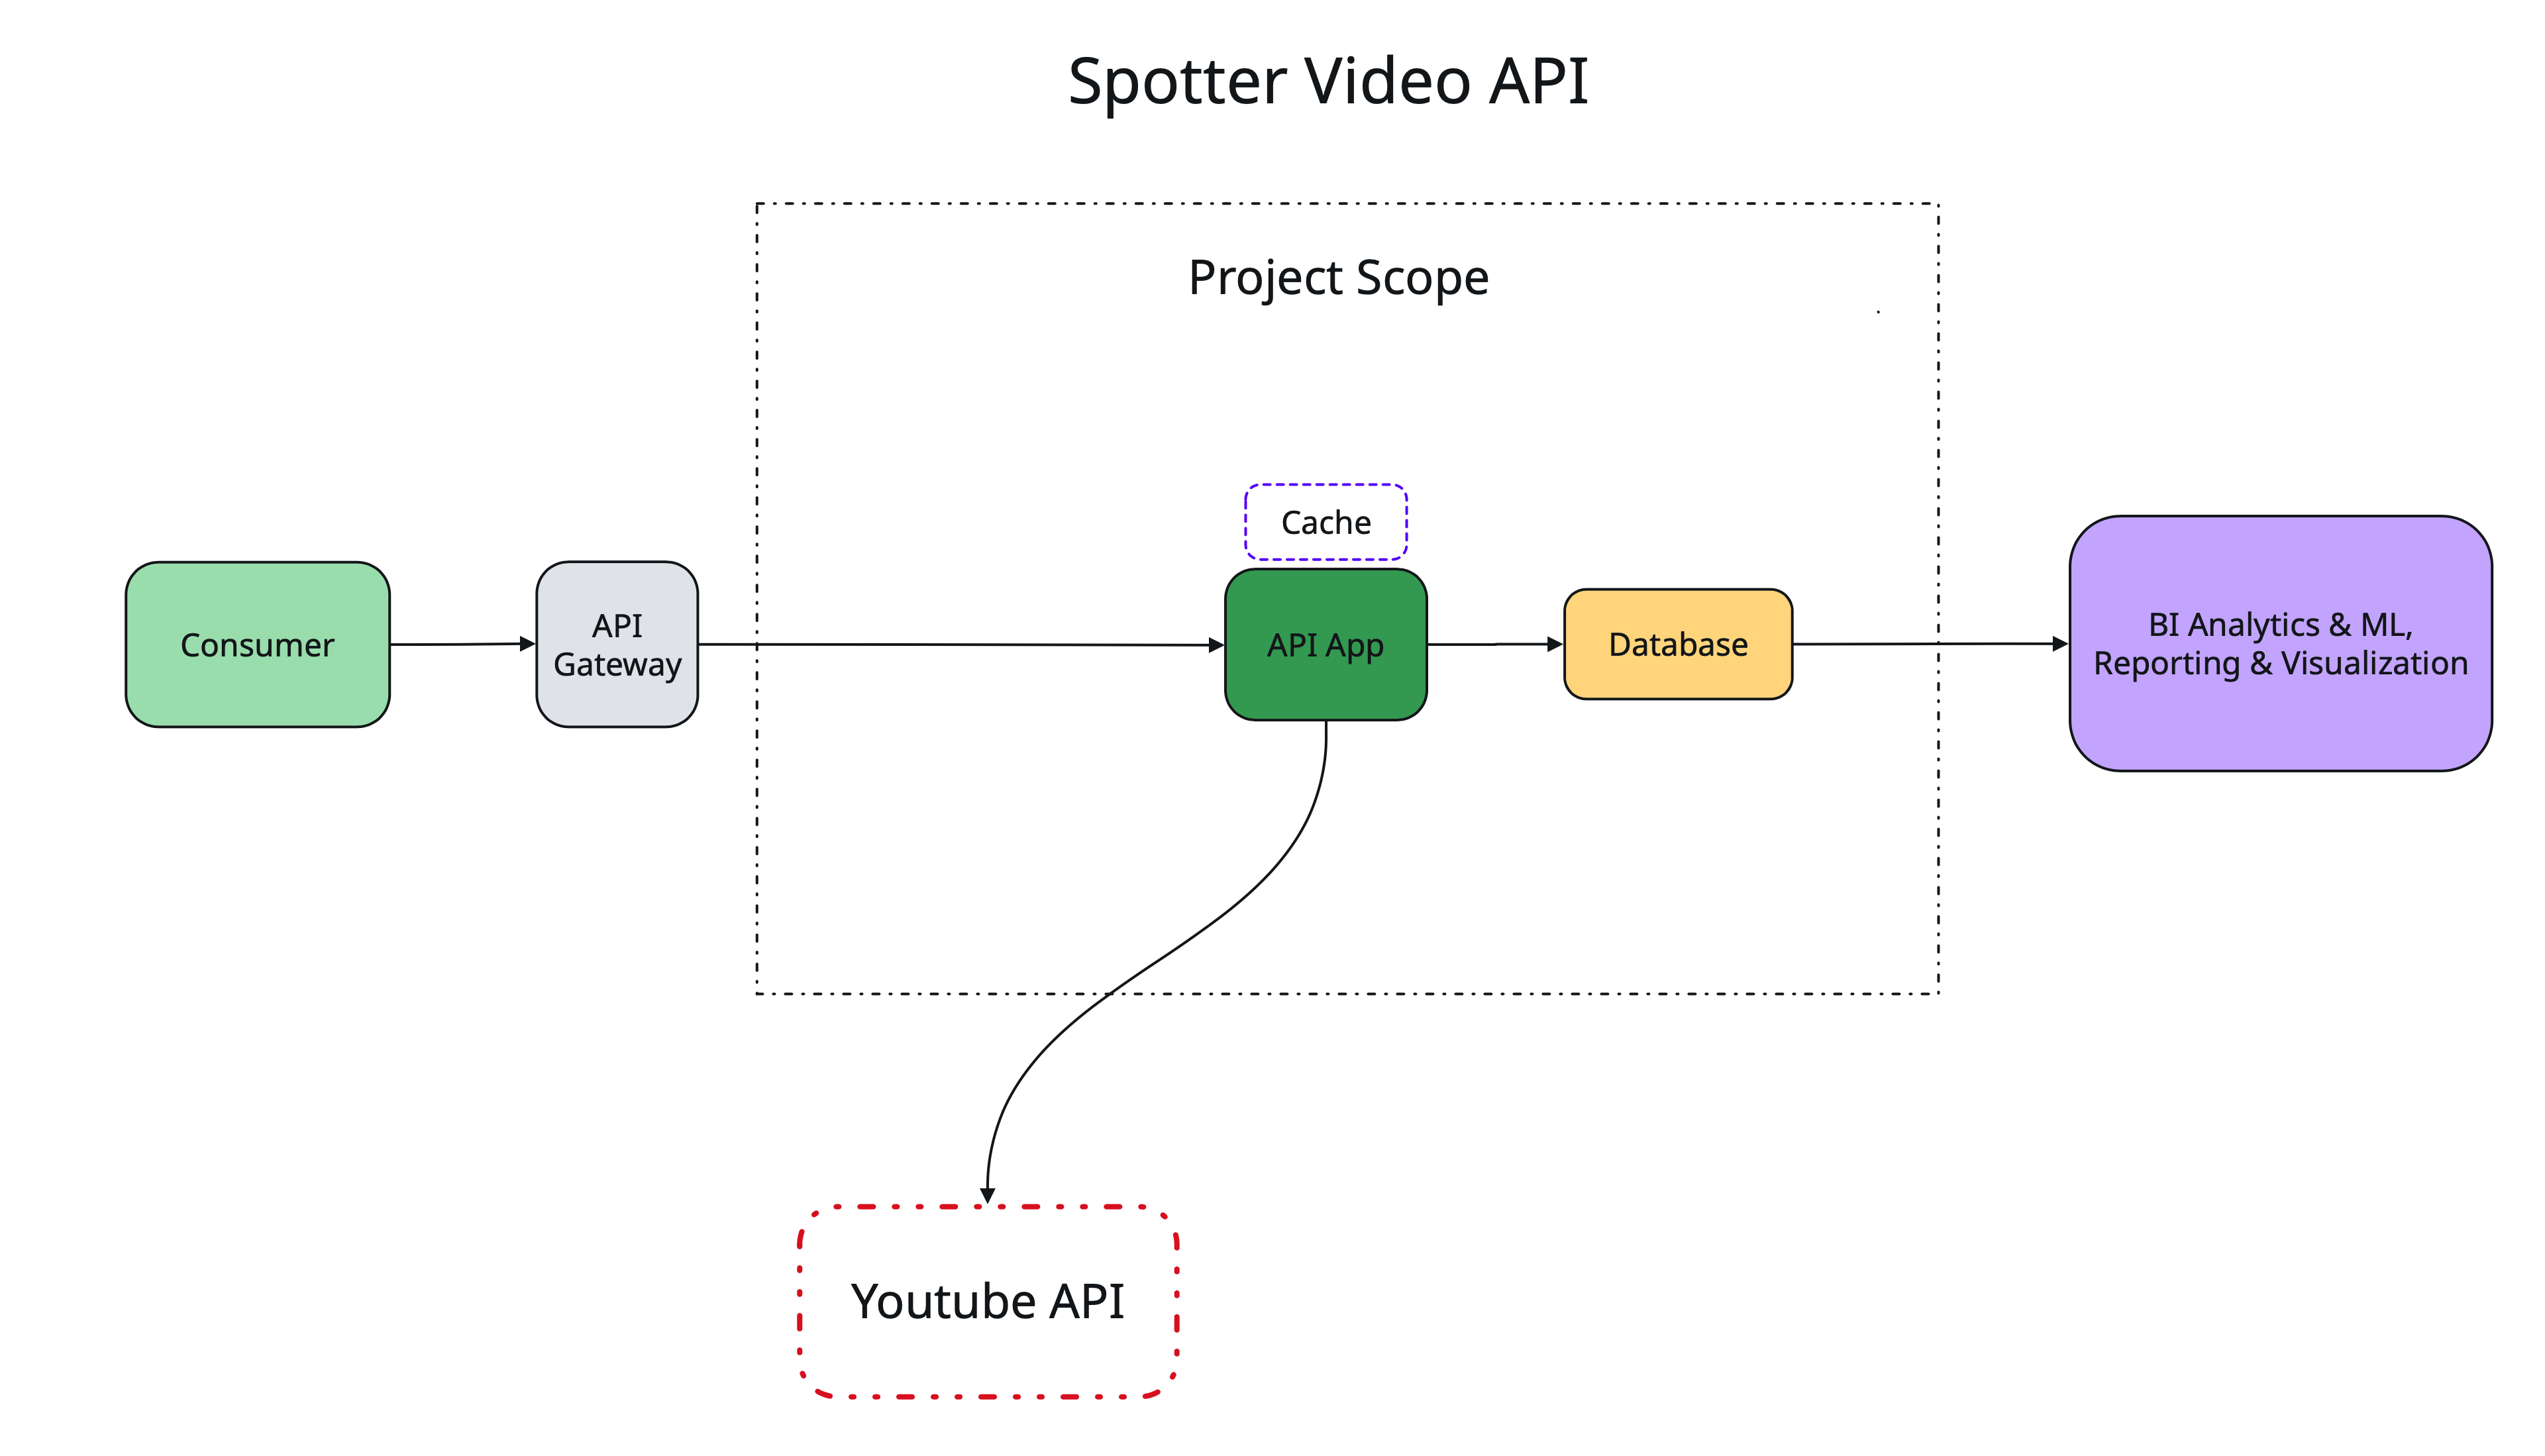 Spotter Video API
Project Scope
Cache
Consumer
API
Gateway
API App
Database
BI Analytics & ML,
Reporting & Visualization
Youtube API